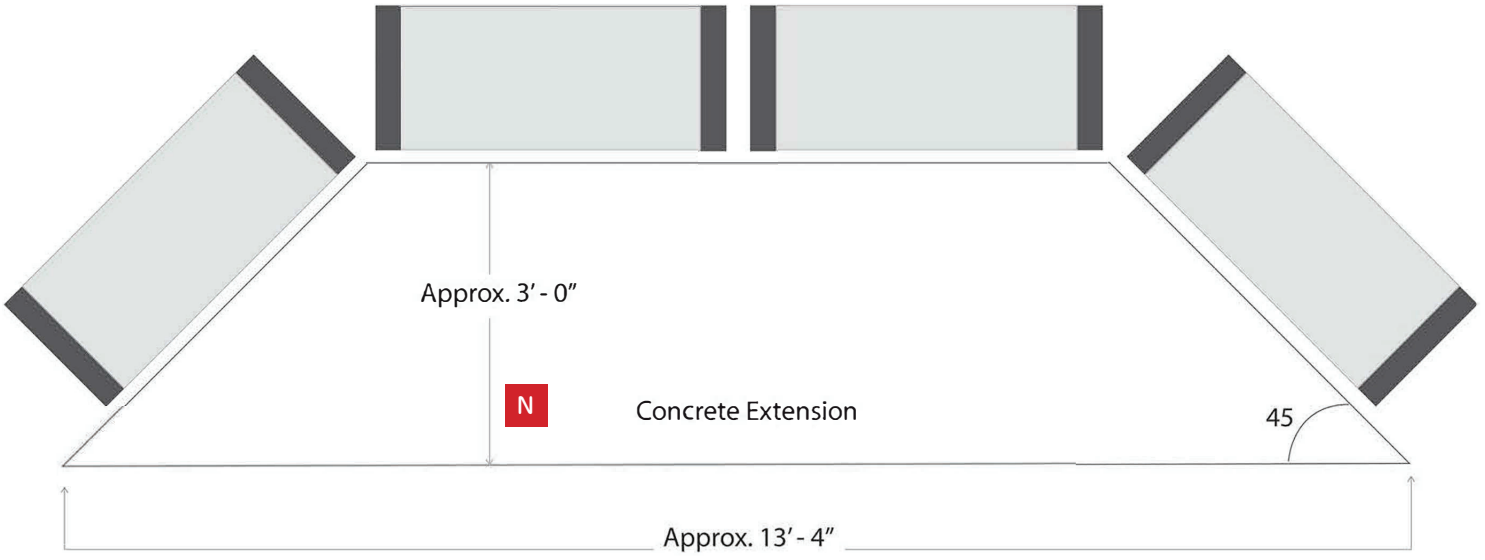 Approx. 3’ - 0”
N
Concrete Extension
45
Approx. 13’ - 4”